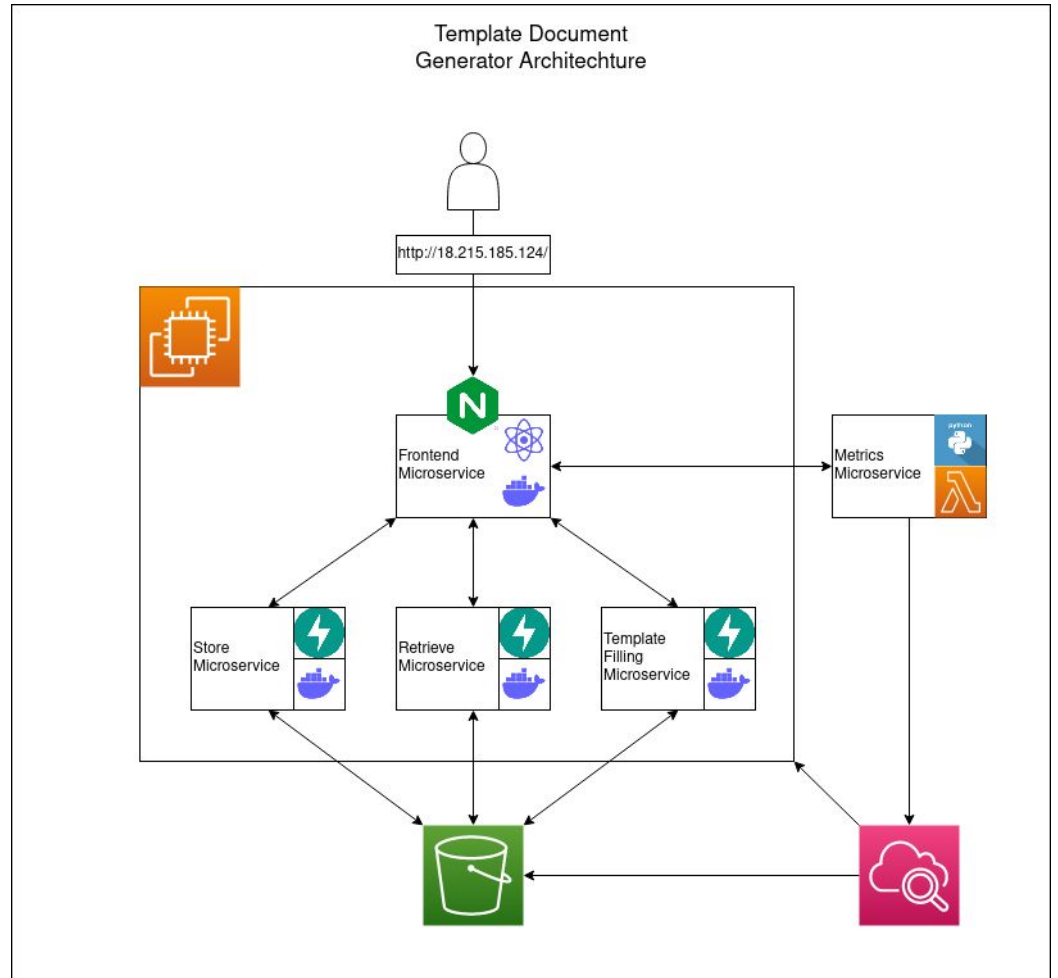 Template Document
Generator Architechture
http://18.215.185.124/
Frontend
Microservice
Metrics
Microservice
python
Store
Microservice
Retrieve
Microservice
Template
Filling
Microservice